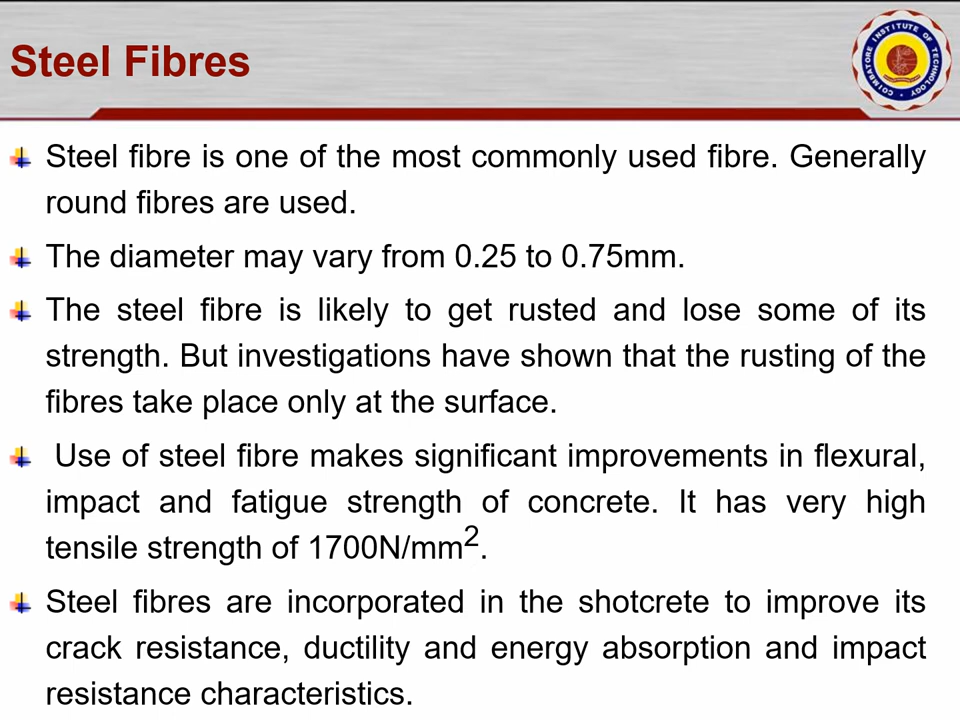 Steel Fibres
COIMBATORE INSTITUTE OF TECHNOLOGY
Steel fibre is one of the most commonly used fibre. Generally
round fibres are used.
The diameter may vary from 0.25 to 0.75mm.
The steel fibre is likely to get rusted and lose some of its
strength. But investigations have shown that the rusting of the
fibres take place only at the surface.
Use of steel fibre makes significant improvements in flexural,
impact and fatigue strength of concrete. It has very high
tensile strength of 1700N/mm².
Steel fibres are incorporated in the shotcrete to improve its
crack resistance, ductility and energy absorption and impact
resistance characteristics.